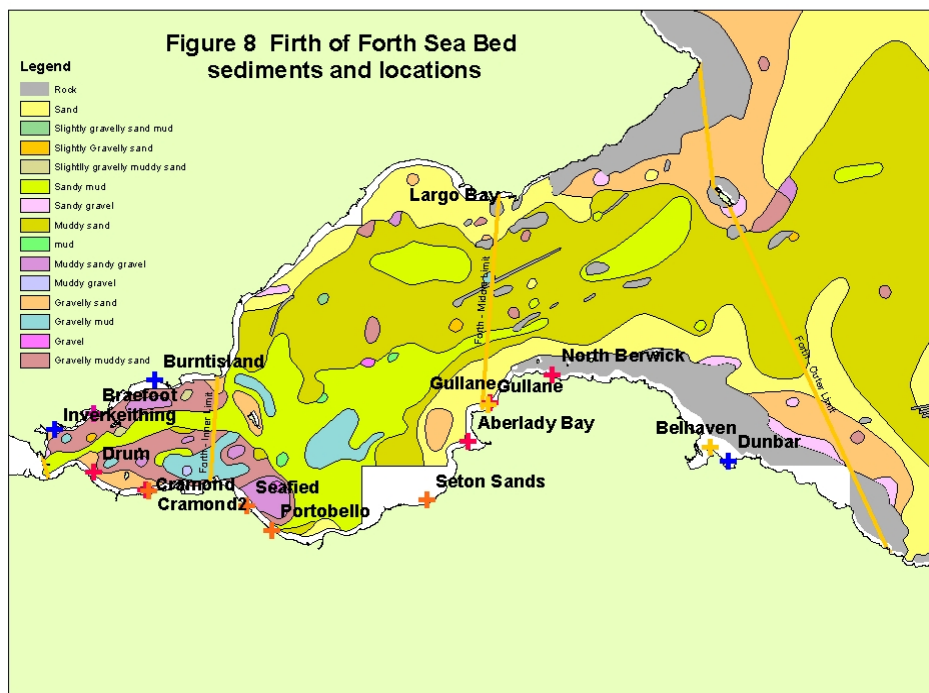 Figure 8 Firth of Forth Sea Bed
sediments and locations
Legend
Rock
Sand
Slightly gravelly sand mud
Slightly Gravelly sand
Slightlly gravelly muddy sand
Sandy mud
Sandy gravel
Muddy sand
mud
Muddy sandy gravel
Muddy gravel
Gravelly sand
Gravelly mud
Gravel
Gravelly muddy sand
Largo Bay
Forth - Middle Limit
Forth - Outer Limit
Burntisland
Braefoot
Inverkeithing
Forth - Inner Limit
Drum
Cramond
Cramond2
Seafied
Portobello
Gullane
Gullane
North Berwick
Aberlady Bay
Seton Sands
Belhaven
Dunbar